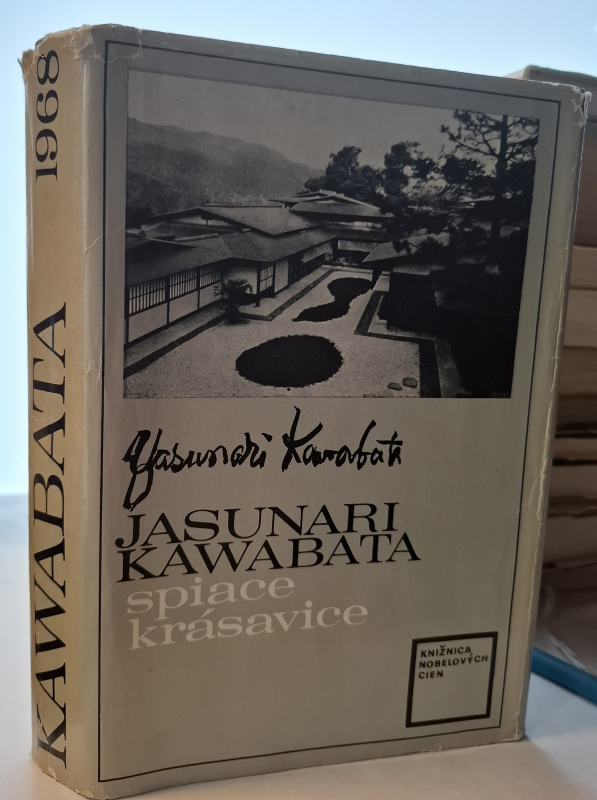 KAWABATA 1968
Yasunari Kawabata
JASUNARI
KAWABATA
spiace
krásavice
KNIŽNICA
NOBELOVÝCH
CIEN